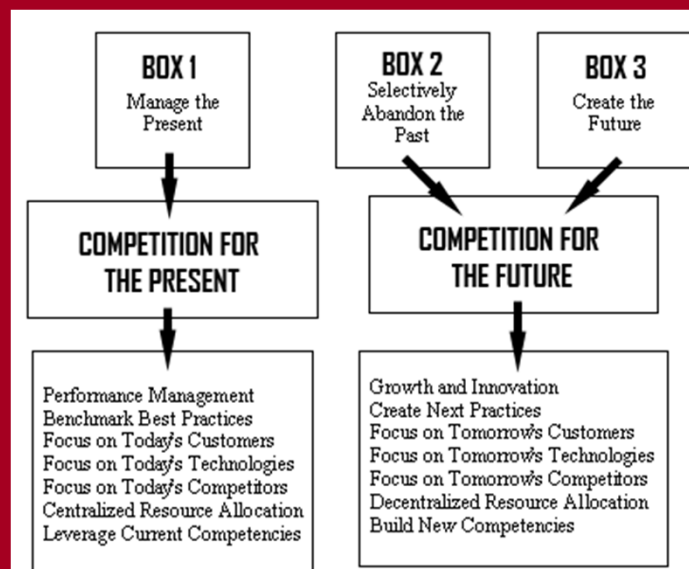 BOX 1
Manage the
Present
BOX 2
Selectively
Abandon the
Past
BOX 3
Create the
Future
COMPETITION FOR
THE PRESENT
COMPETITION FOR
THE FUTURE
Performance Management
Benchmark Best Practices
Focus on Today's Customers
Focus on Today's Technologies
Focus on Today's Competitors
Centralized Resource Allocation
Leverage Current Competencies
Growth and Innovation
Create Next Practices
Focus on Tomorrow's Customers
Focus on Tomorrow's Technologies
Focus on Tomorrow's Competitors
Decentralized Resource Allocation
Build New Competencies